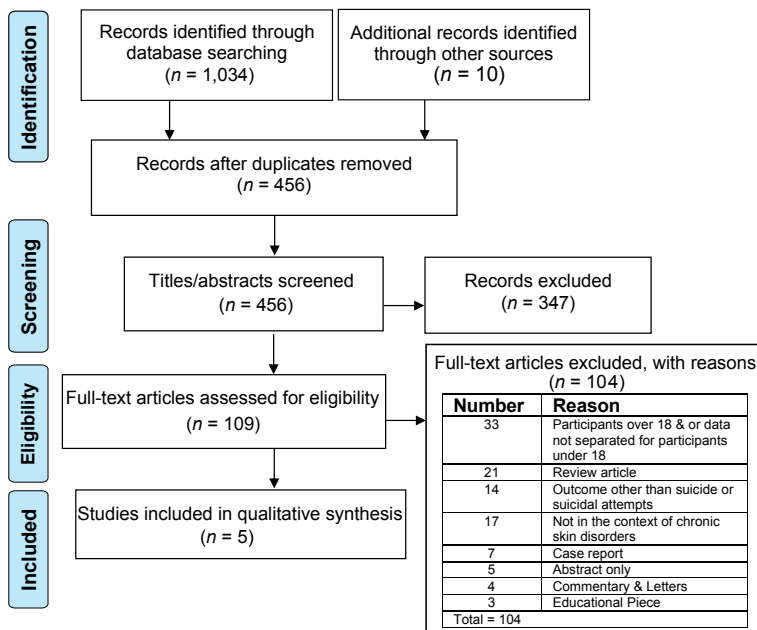 Identification
Records identified through
database searching
(n = 1,034)
Additional records identified
through other sources
(n = 10)
Records after duplicates removed
(n = 456)
Screening
Titles/abstracts screened
(n = 456)
Records excluded
(n = 347)
Eligibility
Full-text articles assessed for eligibility
(n = 109)
Full-text articles excluded, with reasons
(n = 104)
Number Reason
33 Participants over 18 & or data
not separated for participants
under 18
21 Review article
14 Outcome other than suicide or
suicidal attempts
17 Not in the context of chronic
skin disorders
7 Case report
5 Abstract only
4 Commentary & Letters
3 Educational Piece
Total = 104
Included
Studies included in qualitative synthesis
(n = 5)